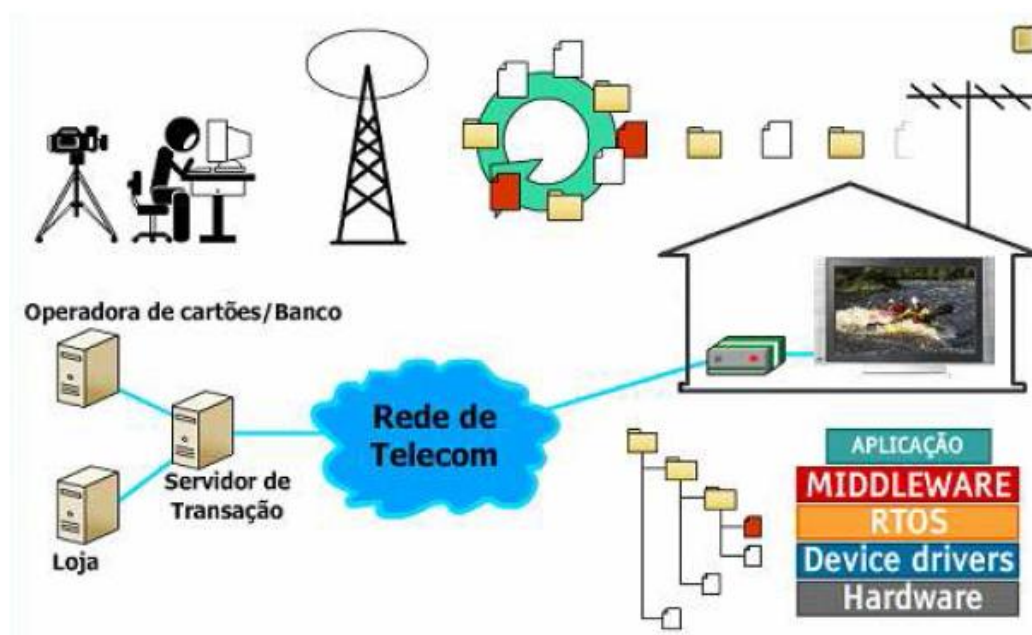 Operadora de cartões/Banco
Rede de
Telecom
Servidor de
Transação
Loja
APLICAÇÃO
MIDDLEWARE
RTOS
Device drivers
Hardware